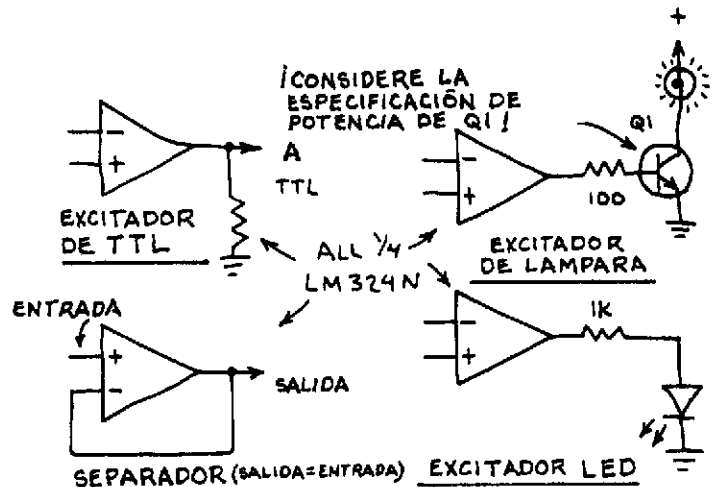 +
¡CONSIDERE LA
ESPECIFICACIÓN DE
POTENCIA DE Q1!
Q1
-
+
A
TTL
-
+
100
EXCITADOR
DE TTL
ALL 1/4
LM324N
EXCITADOR
DE LAMPARA
ENTRADA
+
-
SALIDA
-
+
1K
SEPARADOR (SALIDA=ENTRADA)
EXCITADOR LED